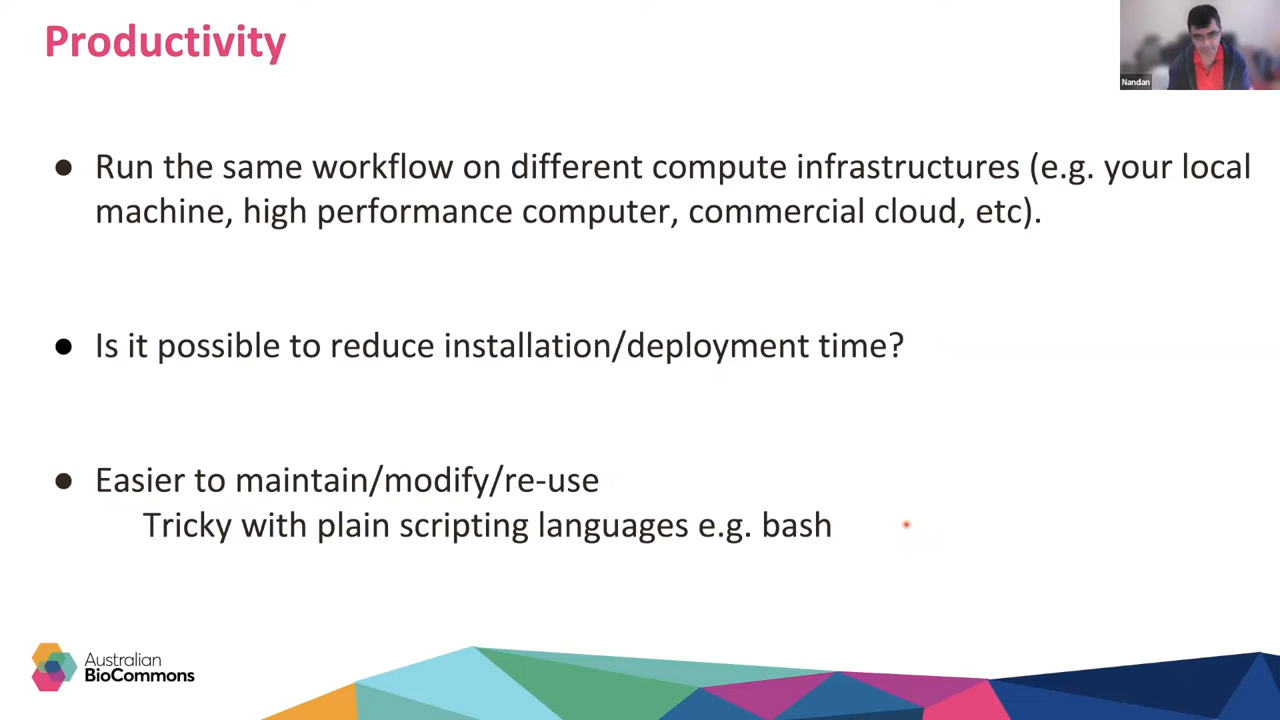 Productivity
Nandan
● Run the same workflow on different compute infrastructures (e.g. your local
machine, high performance computer, commercial cloud, etc).
● Is it possible to reduce installation/deployment time?
● Easier to maintain/modify/re-use
Tricky with plain scripting languages e.g. bash
Australian
BioCommons